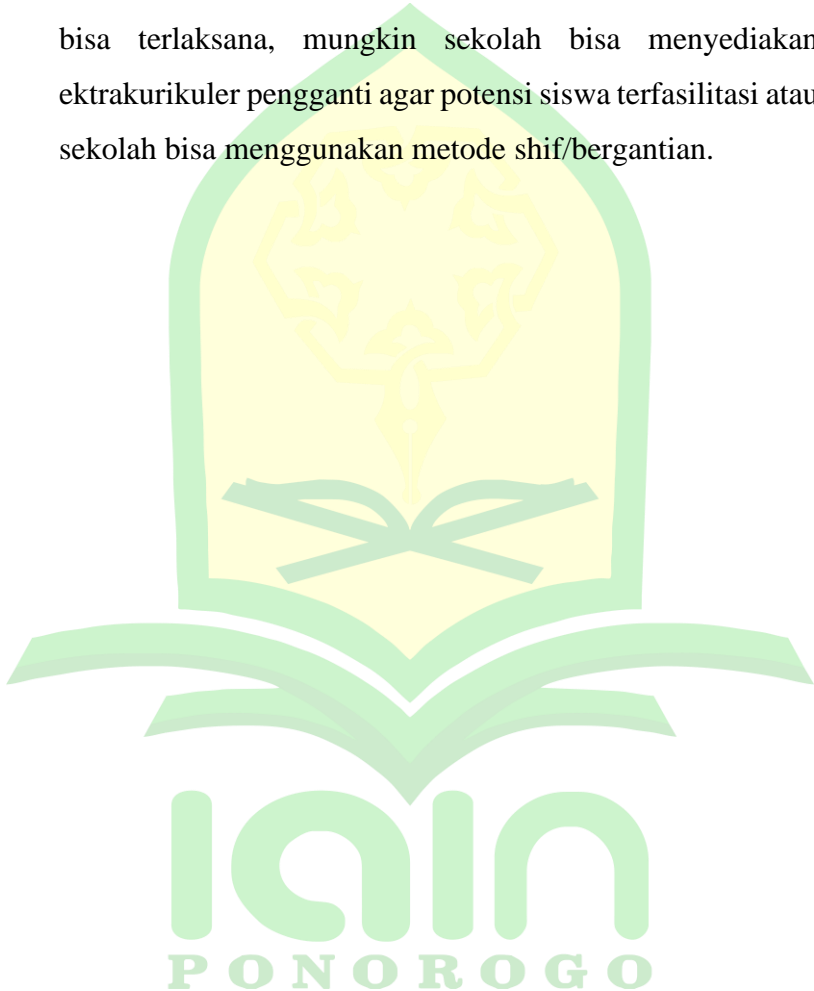 bisa terlaksana, mungkin sekolah bisa menyediakan
ektrakurikuler pengganti agar potensi siswa terfasilitasi atau
sekolah bisa menggunakan metode shif/bergantian.
iain
PONOROGO